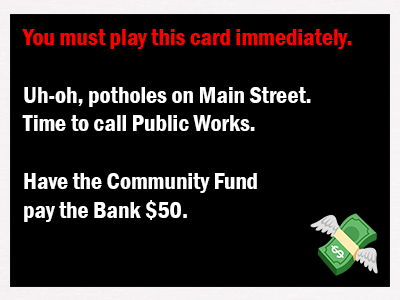 You must play this card immediately.
Uh-oh, potholes on Main Street.
Time to call Public Works.
Have the Community Fund
pay the Bank $50.
$